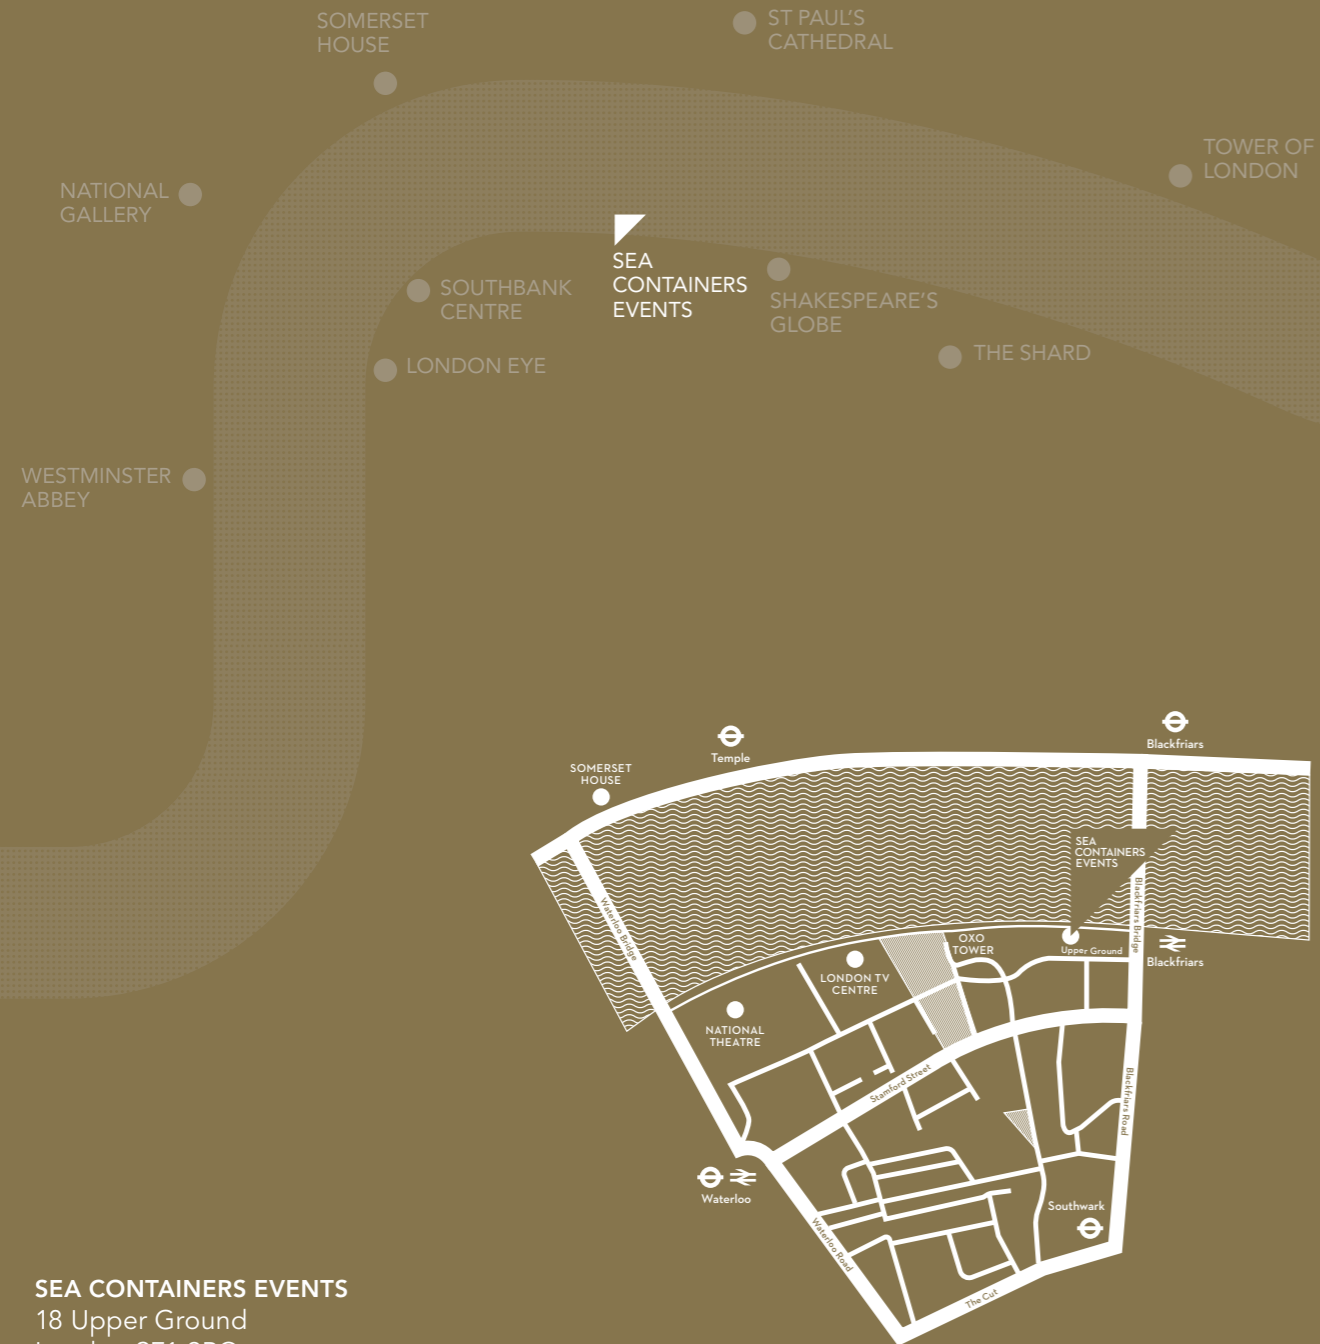 SOMERSET
HOUSE
ST PAUL’S
CATHEDRAL
TOWER OF
LONDON
NATIONAL
GALLERY
SEA
CONTAINERS
EVENTS
SOUTHBANK
CENTRE
SHAKESPEARE’S
GLOBE
THE SHARD
LONDON EYE
WESTMINSTER
ABBEY
Blackfriars
Temple
SOMERSET
HOUSE
SEA
CONTAINERS
EVENTS
Blackfriars Bridge
Waterloo Bridge
OXO
TOWER
Upper Ground
Blackfriars
LONDON TV
CENTRE
NATIONAL
THEATRE
Stamford Street
Blackfriars Road
Waterloo
Southwark
Waterloo Road
The Cut
SEA CONTAINERS EVENTS
18 Upper Ground